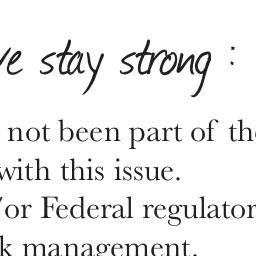 ve stay strong :
not been part of the
with this issue.
/or Federal regulator
k management.